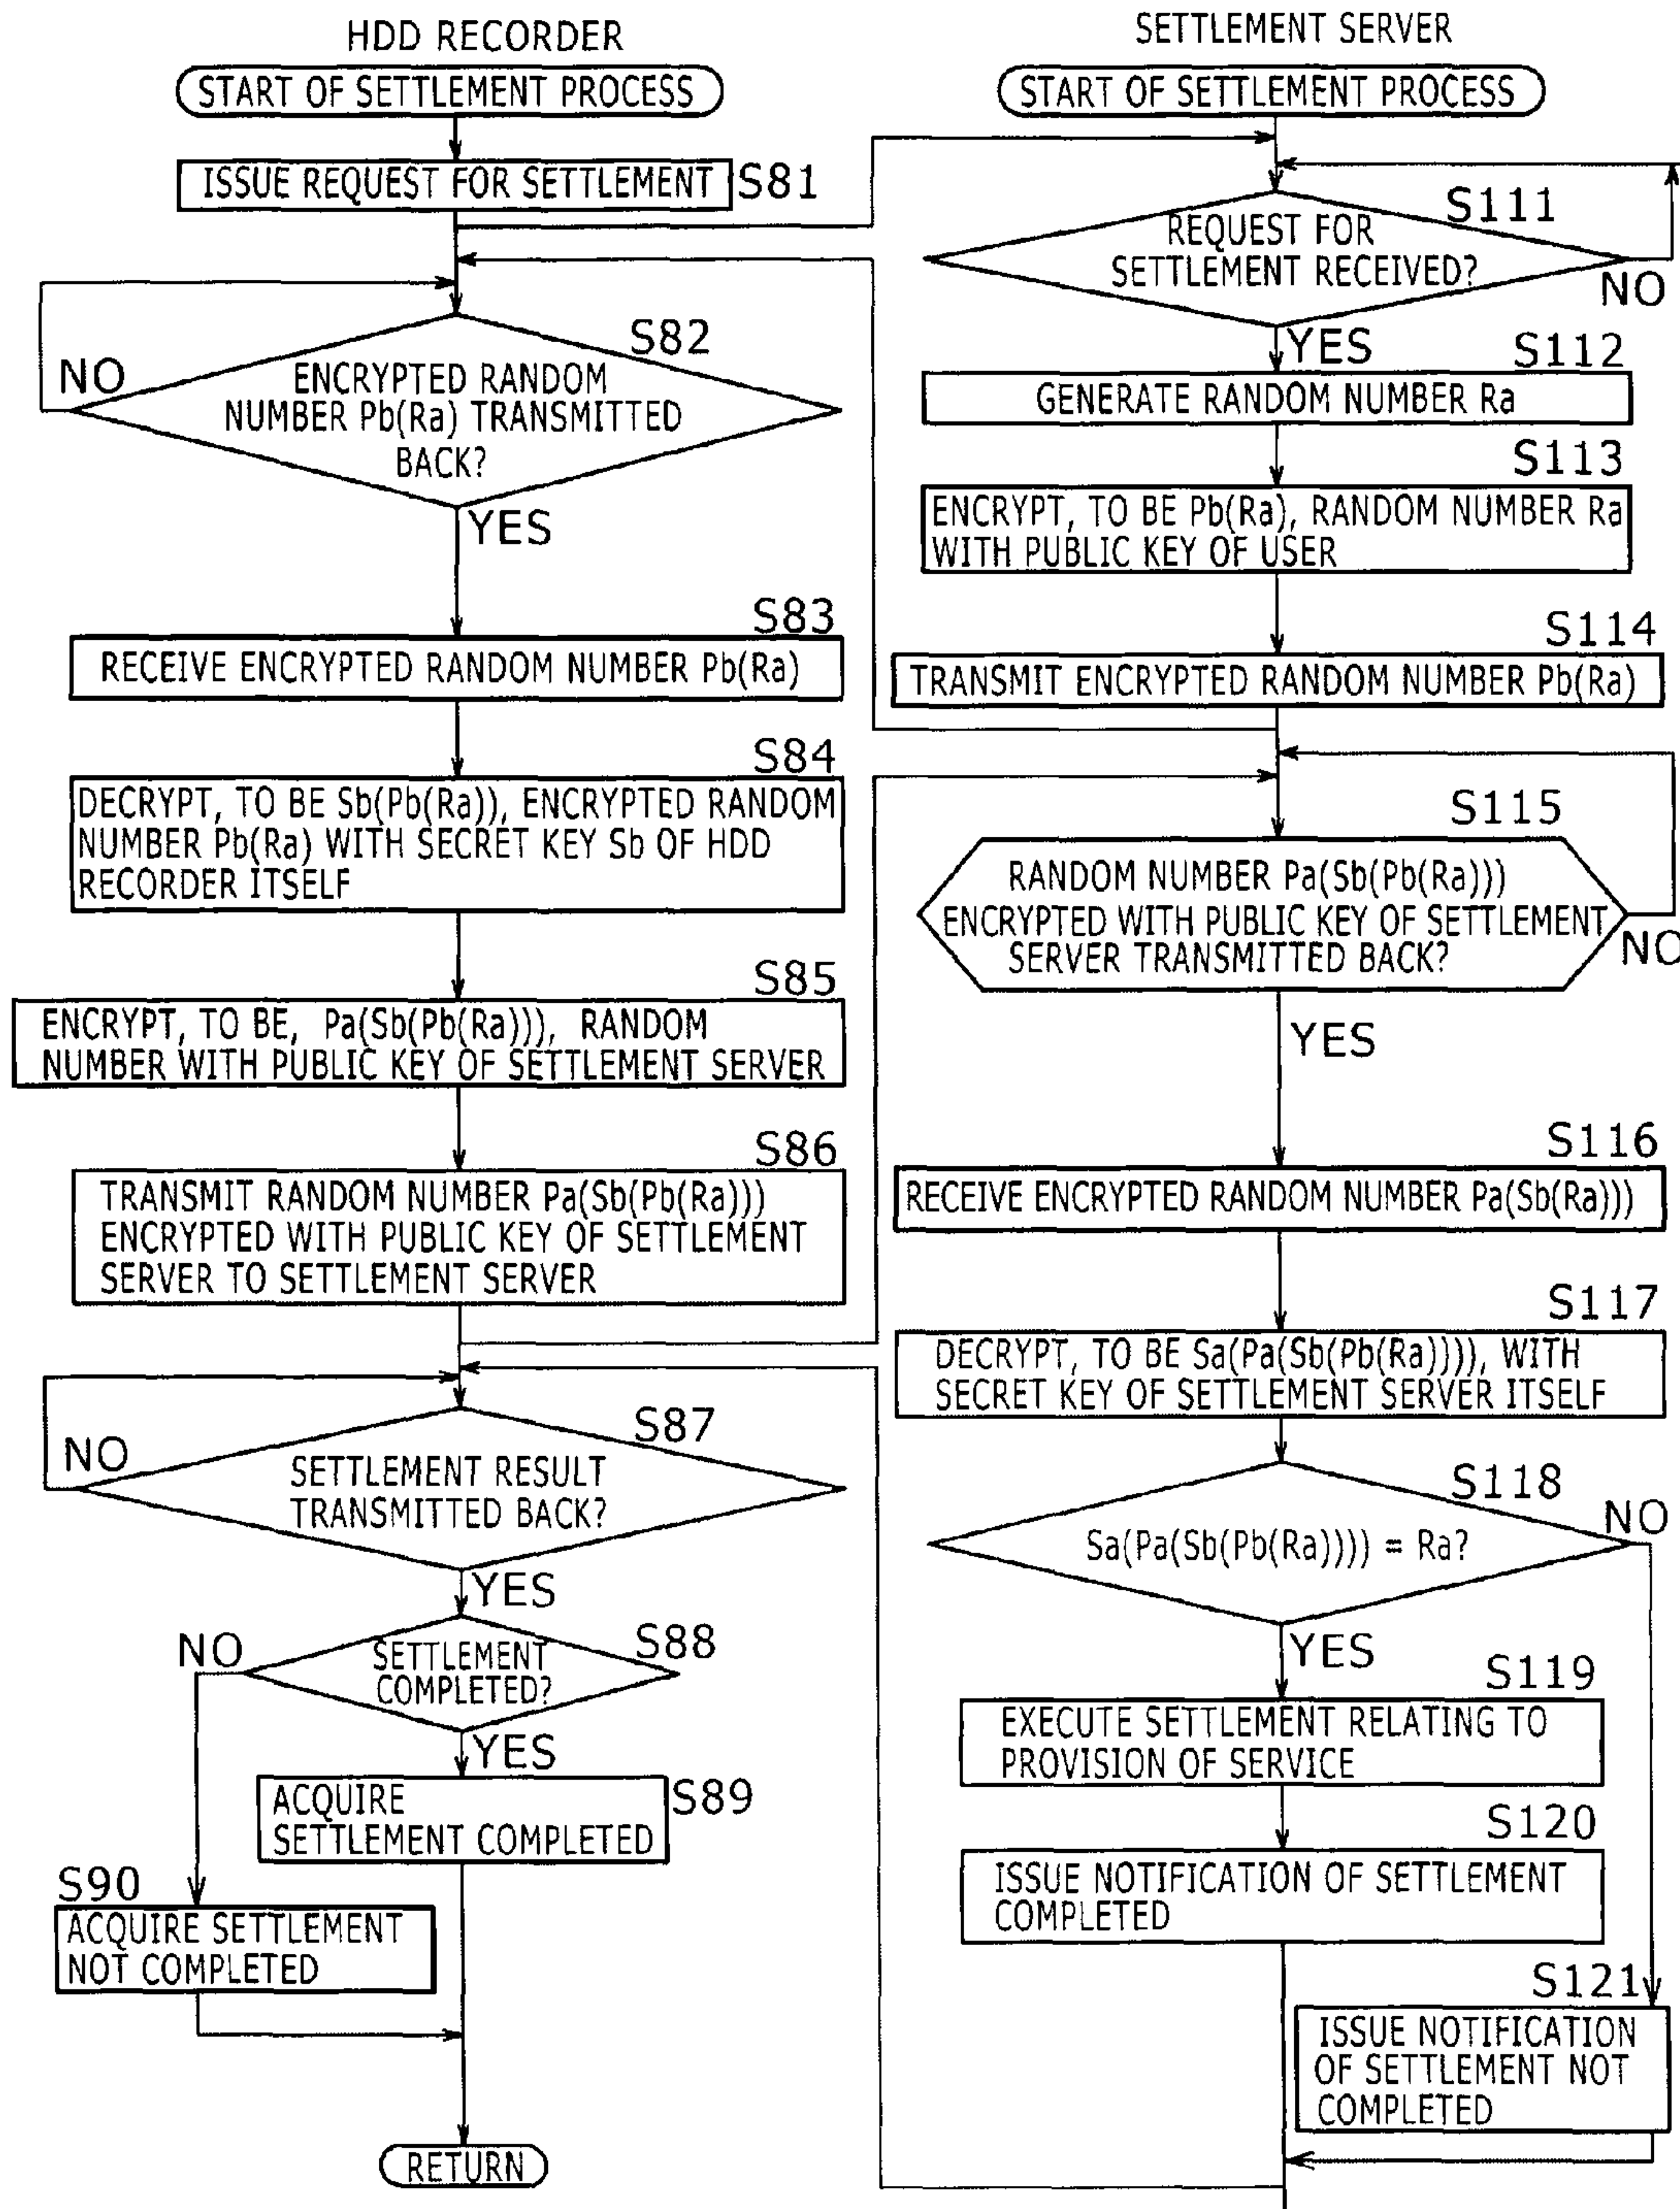 HDD RECORDER
START OF SETTLEMENT PROCESS
ISSUE REQUEST FOR SETTLEMENT
S81
S82
NO
ENCRYPTED RANDOM
NUMBER Pb(Ra) TRANSMITTED
BACK?
YES
S83
RECEIVE ENCRYPTED RANDOM NUMBER Pb(Ra)
S84
DECRYPT, TO BE Sb(Pb(Ra)), ENCRYPTED RANDOM
NUMBER Pb(Ra) WITH SECRET KEY Sb OF HDD
RECORDER ITSELF
S85
ENCRYPT, TO BE, Pa(Sb(Pb(Ra))), RANDOM
NUMBER WITH PUBLIC KEY OF SETTLEMENT SERVER
S86
TRANSMIT RANDOM NUMBER Pa(Sb(Pb(Ra)))
ENCRYPTED WITH PUBLIC KEY OF SETTLEMENT
SERVER TO SETTLEMENT SERVER
S87
NO
SETTLEMENT RESULT
TRANSMITTED BACK?
YES
S88
NO
SETTLEMENT
COMPLETED?
YES
S89
ACQUIRE
SETTLEMENT COMPLETED
S90
ACQUIRE SETTLEMENT
NOT COMPLETED
RETURN
SETTLEMENT SERVER
START OF SETTLEMENT PROCESS
S111
REQUEST FOR
SETTLEMENT RECEIVED?
NO
YES
S112
GENERATE RANDOM NUMBER Ra
S113
ENCRYPT, TO BE Pb(Ra), RANDOM NUMBER Ra
WITH PUBLIC KEY OF USER
S114
TRANSMIT ENCRYPTED RANDOM NUMBER Pb(Ra)
S115
RANDOM NUMBER Pa(Sb(Pb(Ra)))
ENCRYPTED WITH PUBLIC KEY OF SETTLEMENT
SERVER TRANSMITTED BACK?
NO
YES
S116
RECEIVE ENCRYPTED RANDOM NUMBER Pa(Sb(Ra)))
S117
DECRYPT, TO BE Sa(Pa(Sb(Pb(Ra)))), WITH
SECRET KEY OF SETTLEMENT SERVER ITSELF
S118
NO
Sa(Pa(Sb(Pb(Ra)))) = Ra?
YES
S119
EXECUTE SETTLEMENT RELATING TO
PROVISION OF SERVICE
S120
ISSUE NOTIFICATION OF SETTLEMENT
COMPLETED
S121
ISSUE NOTIFICATION
OF SETTLEMENT NOT
COMPLETED